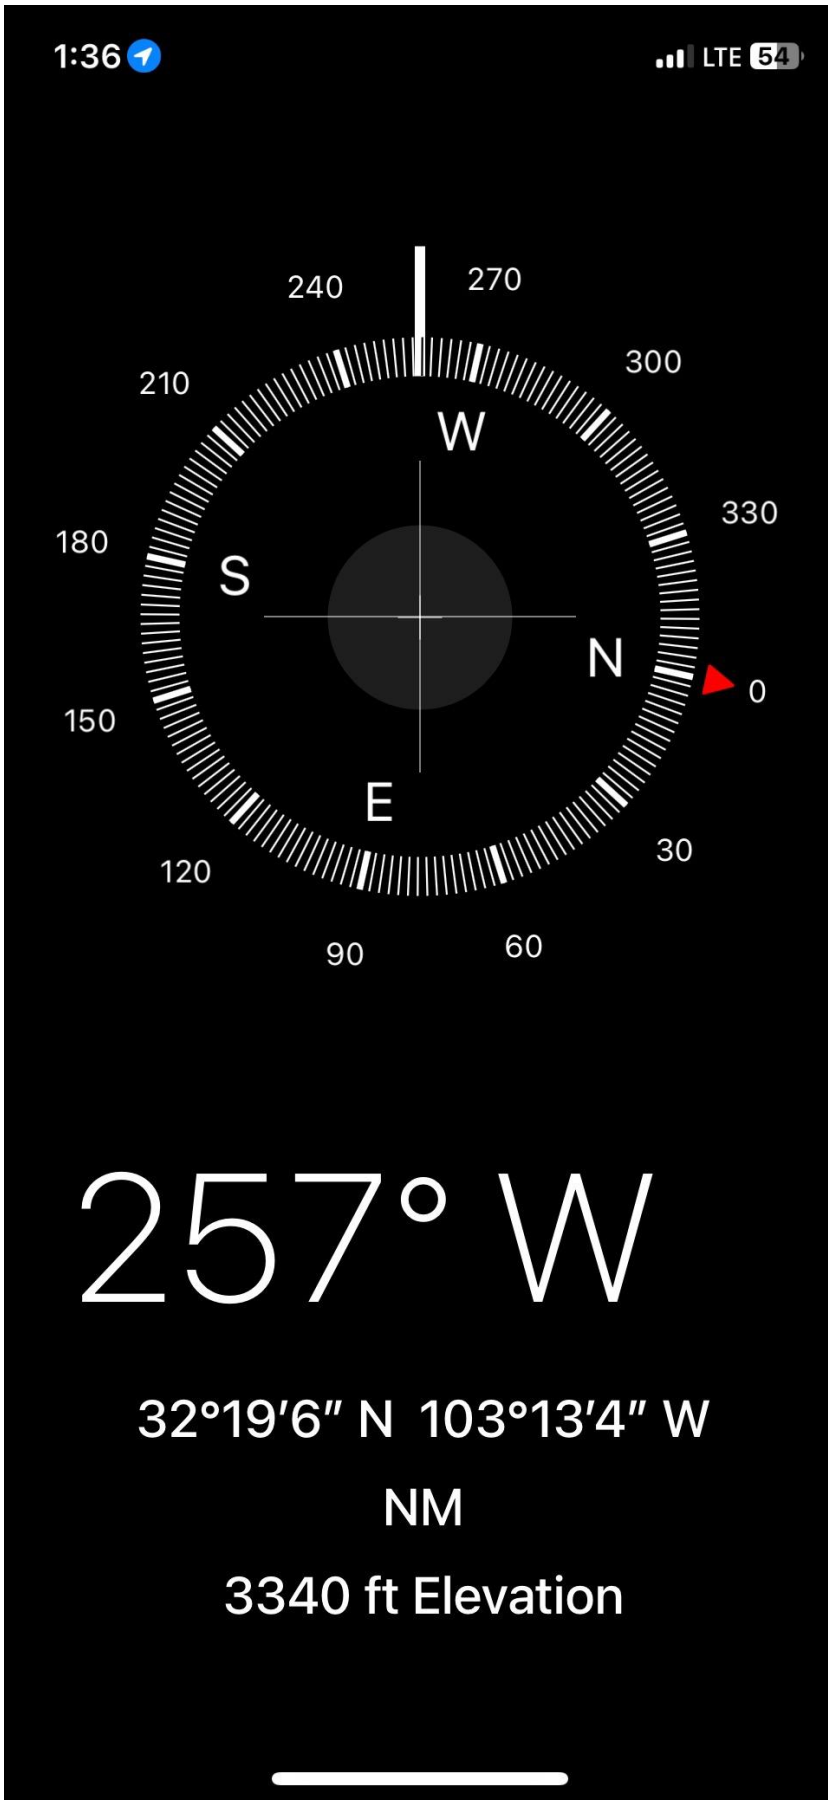 1:36 LTE 54
240 270
210 300
W
180 330
S
N
150 0
E
120 30
90 60
257° W
32°19′6″ N 103°13′4″ W
NM
3340 ft Elevation